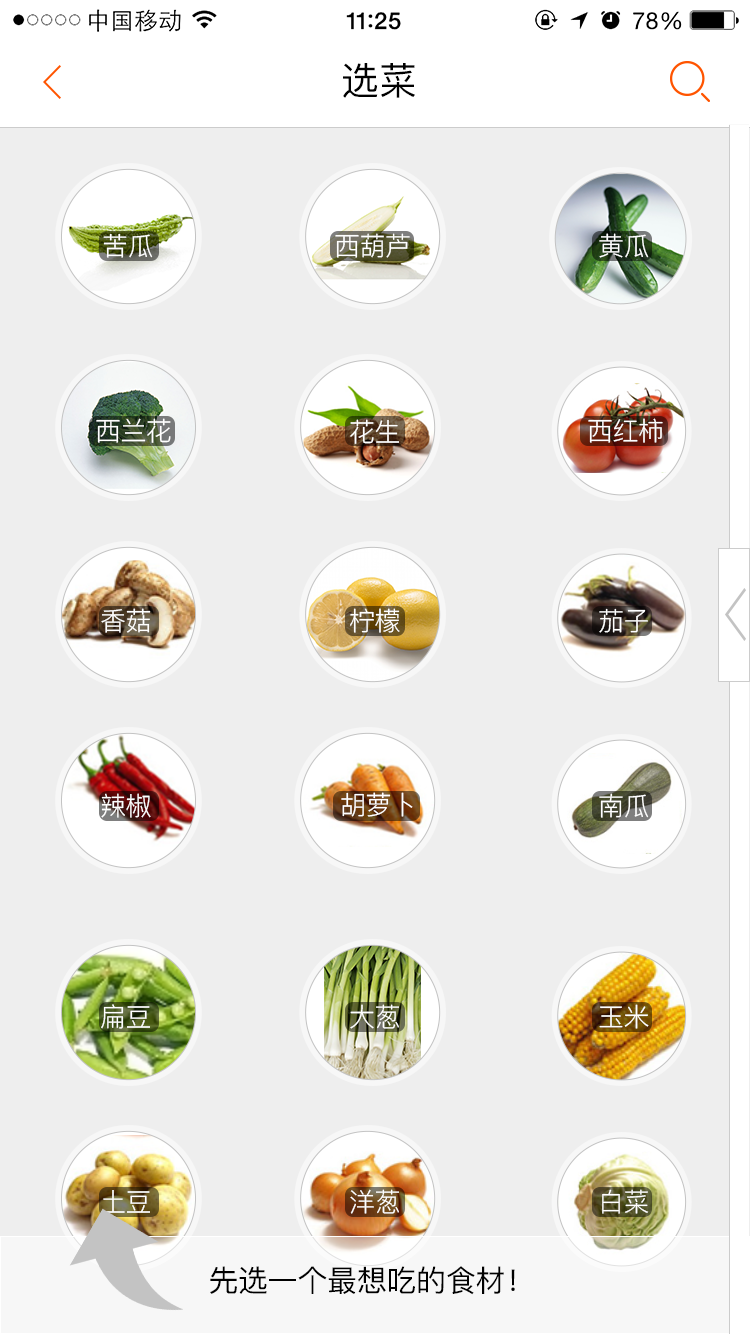 中国移动 11:25 78%
选菜
苦瓜 西葫芦 黄瓜
西兰花 花生 西红柿
香菇 柠檬 茄子
辣椒 胡萝卜 南瓜
扁豆 大葱 玉米
土豆 洋葱 白菜
先选一个最想吃的食材！